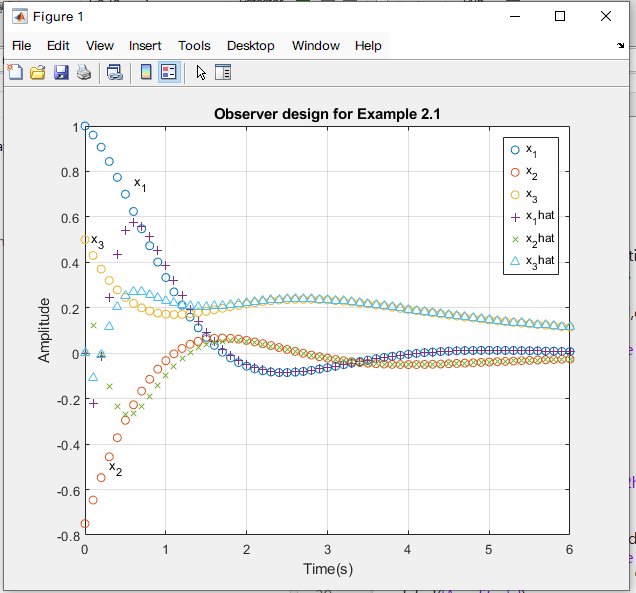 Figure 1
File Edit View Insert Tools Desktop Window Help
Observer design for Example 2.1
1
0.8
0.6
0.4
0.2
0
-0.2
-0.4
-0.6
-0.8
Amplitude
x1
x3
x2
x1
x2
x3
x1hat
x2hat
x3hat
0 1 2 3 4 5 6
Time(s)